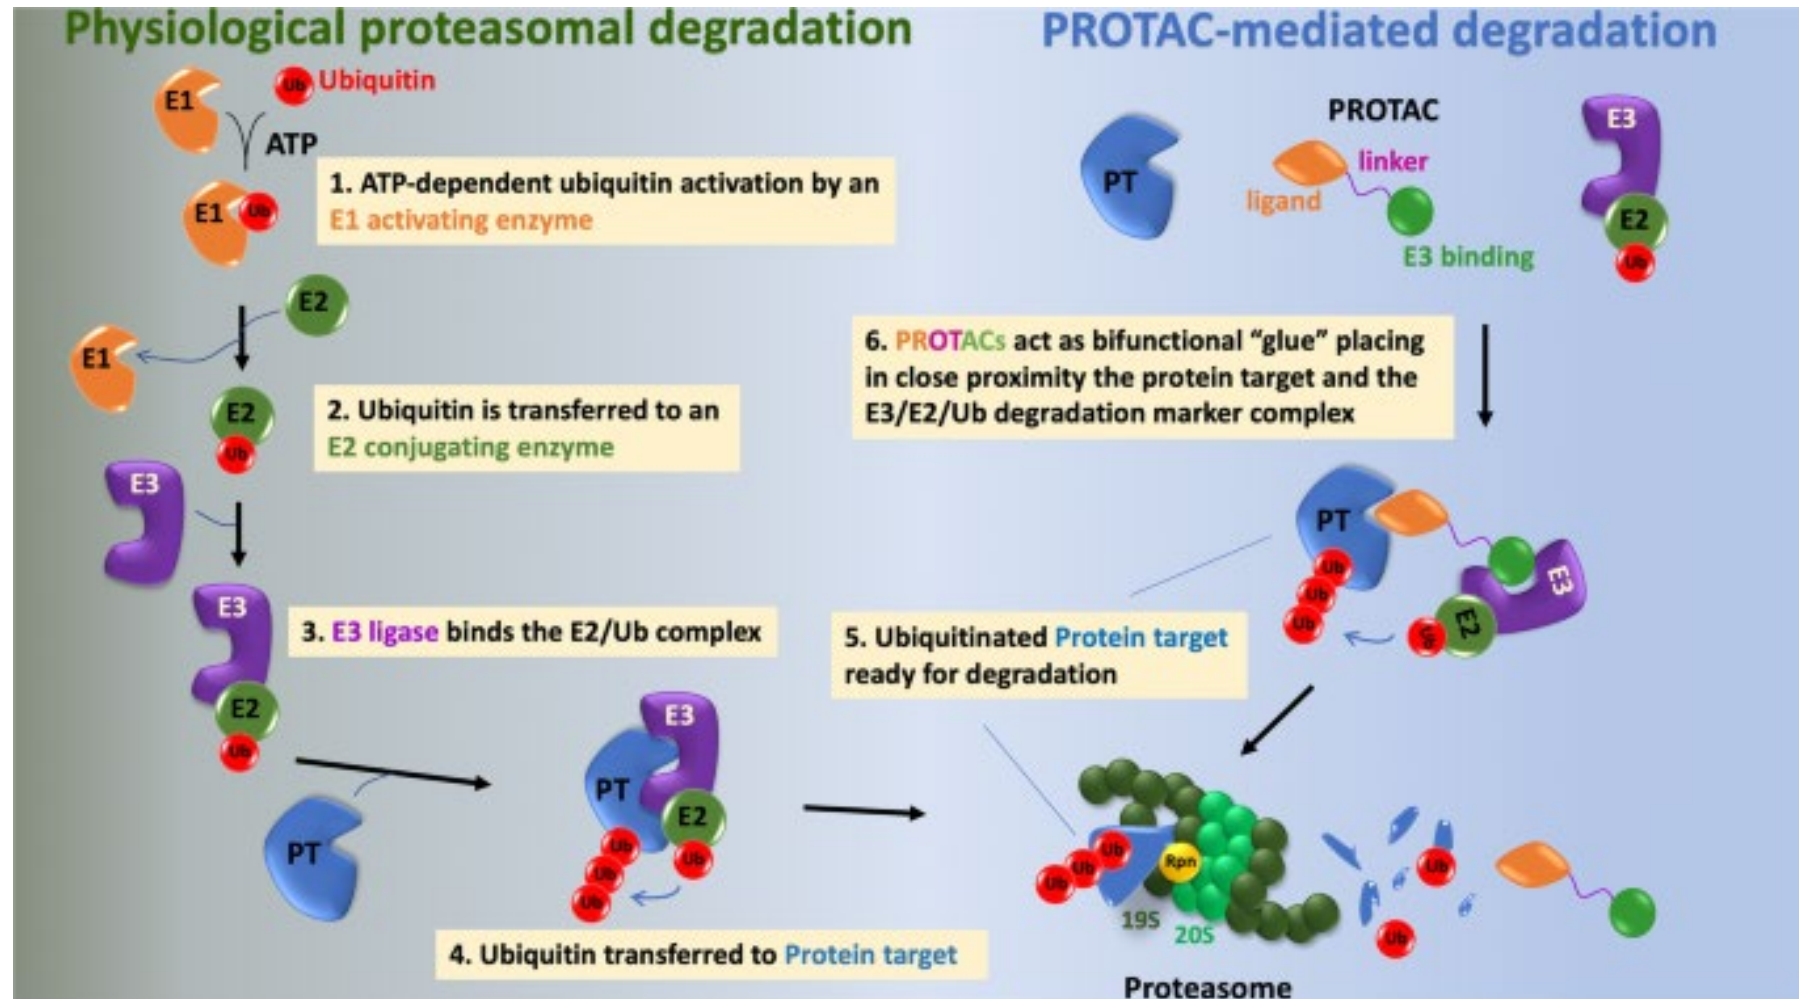 Physiological proteasomal degradation
E1
Ub
Ubiquitin
ATP
E1
Ub
1. ATP-dependent ubiquitin activation by an
E1 activating enzyme
E2
E1
E2
Ub
2. Ubiquitin is transferred to an
E2 conjugating enzyme
E3
E3
E2
Ub
3. E3 ligase binds the E2/Ub complex
PT
E3
PT
E2
Ub
Ub
Ub
Ub
4. Ubiquitin transferred to Protein target
PROTAC-mediated degradation
PT
PROTAC
linker
ligand
E3 binding
E3
E2
Ub
6. PROTACs act as bifunctional “glue” placing
in close proximity the protein target and the
E3/E2/Ub degradation marker complex
PT
Ub
Ub
Ub
E3
E2
Ub
5. Ubiquitinated Protein target
ready for degradation
Ub
Ub
Ub
Rpn
19S
20S
Proteasome
Ub
Ub